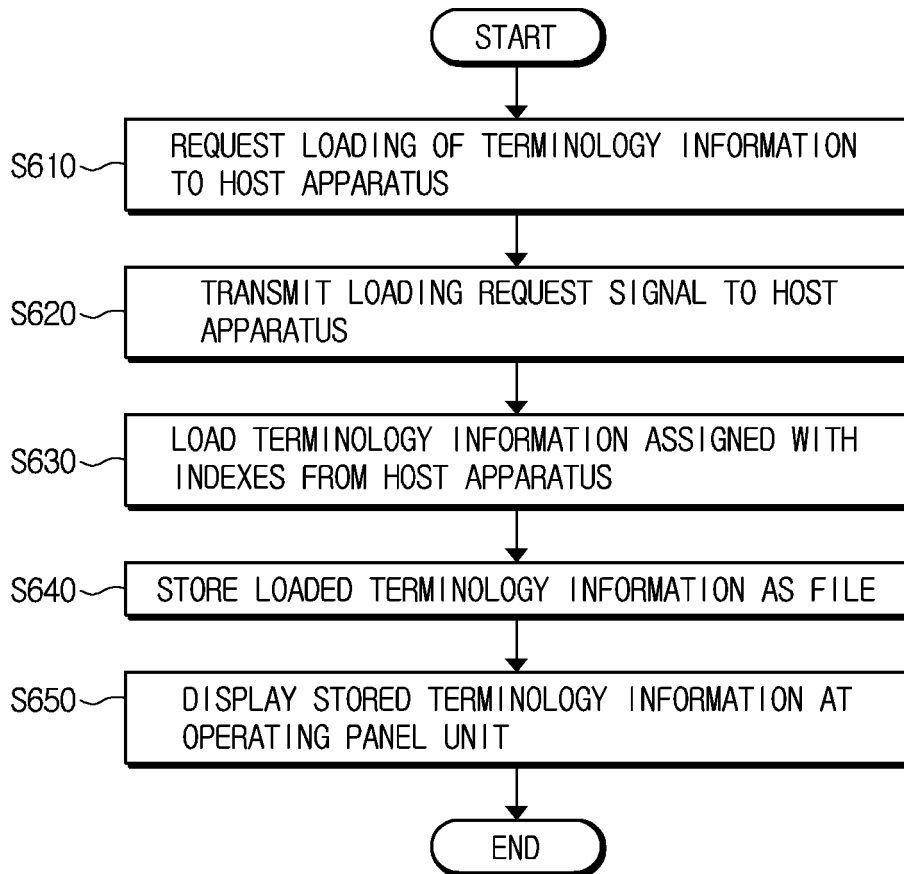 START
S610
REQUEST LOADING OF TERMINOLOGY INFORMATION
TO HOST APPARATUS
S620
TRANSMIT LOADING REQUEST SIGNAL TO HOST
APPARATUS
S630
LOAD TERMINOLOGY INFORMATION ASSIGNED WITH
INDEXES FROM HOST APPARATUS
S640
STORE LOADED TERMINOLOGY INFORMATION AS FILE
S650
DISPLAY STORED TERMINOLOGY INFORMATION AT
OPERATING PANEL UNIT
END